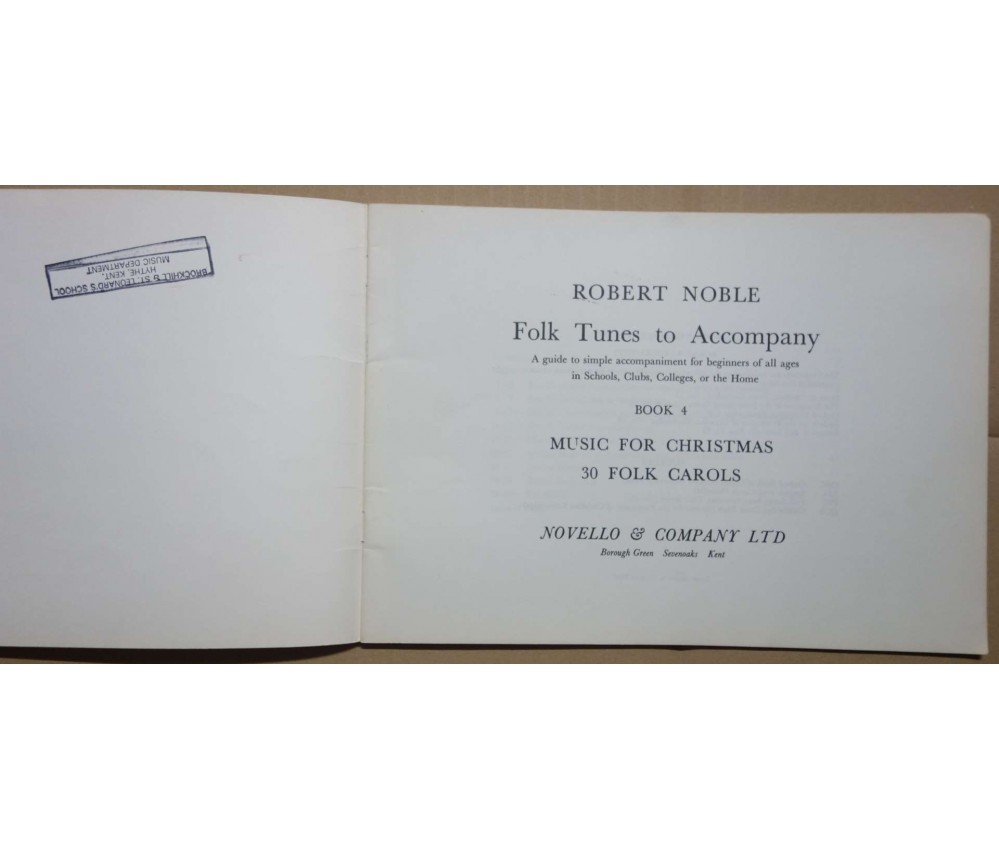 BROCKHILL & ST. LEONARD'S SCHOOL
HYTHE, KENT.
MUSIC DEPARTMENT
ROBERT NOBLE
Folk Tunes to Accompany
A guide to simple accompaniment for beginners of all ages
in Schools, Clubs, Colleges, or the Home
BOOK 4
MUSIC FOR CHRISTMAS
30 FOLK CAROLS
NOVELLO & COMPANY LTD
Borough Green Sevenoaks Kent